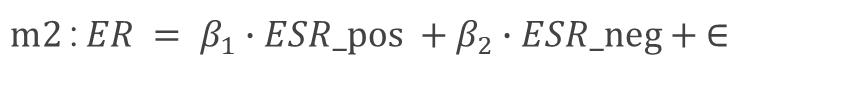 m2 : ER = β₁ · ESR_pos + β₂ · ESR_neg + ∈